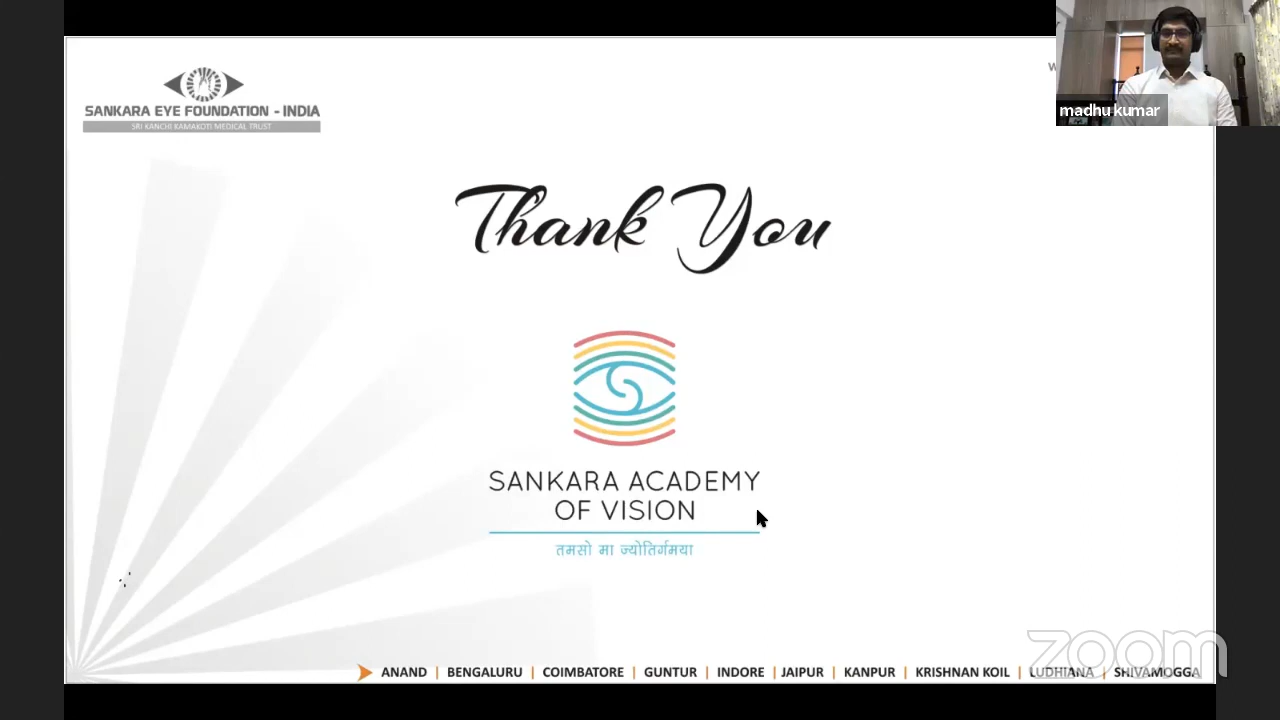 SANKARA EYE FOUNDATION - INDIA
SRI KANCHI KAMAKOTI MEDICAL TRUST
madhu kumar
Thank You
SANKARA ACADEMY
OF VISION
तमसो मा ज्योतिर्गमया
ANAND | BENGALURU | COIMBATORE | GUNTUR | INDORE | JAIPUR | KANPUR | KRISHNAN KOIL | LUDHIANA | SHIVAMOGGA
zoom